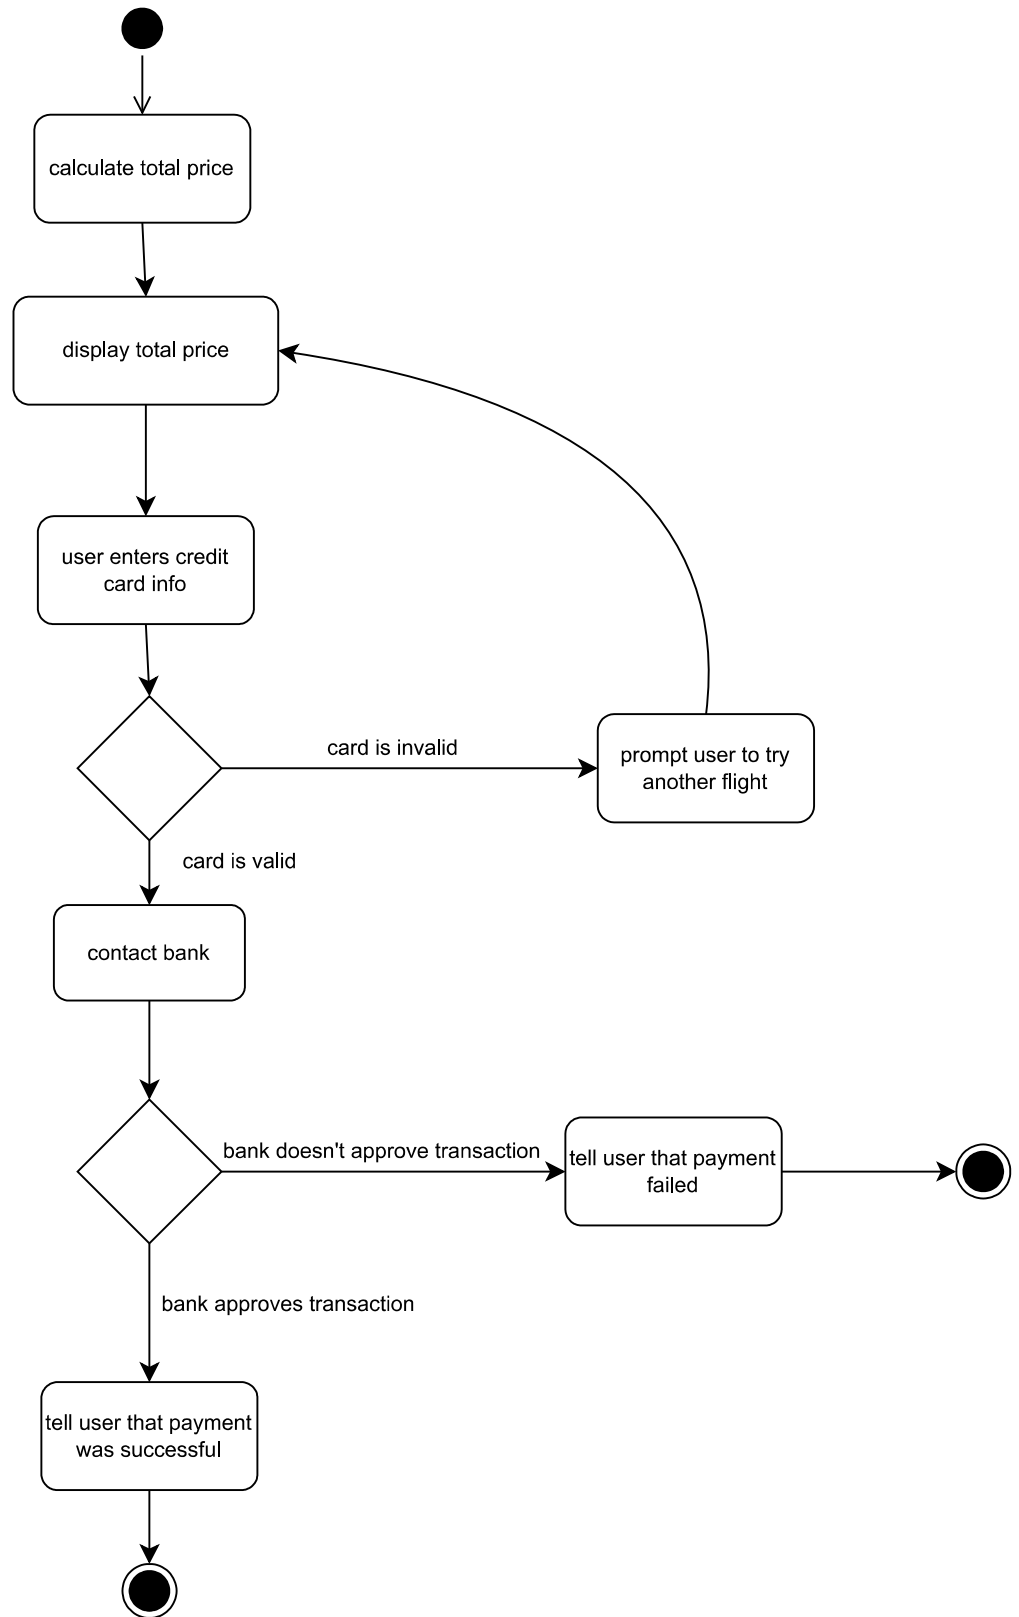 calculate total price
display total price
user enters credit
card info
card is invalid
prompt user to try
another flight
card is valid
contact bank
bank doesn't approve transaction
tell user that payment
failed
bank approves transaction
tell user that payment
was successful